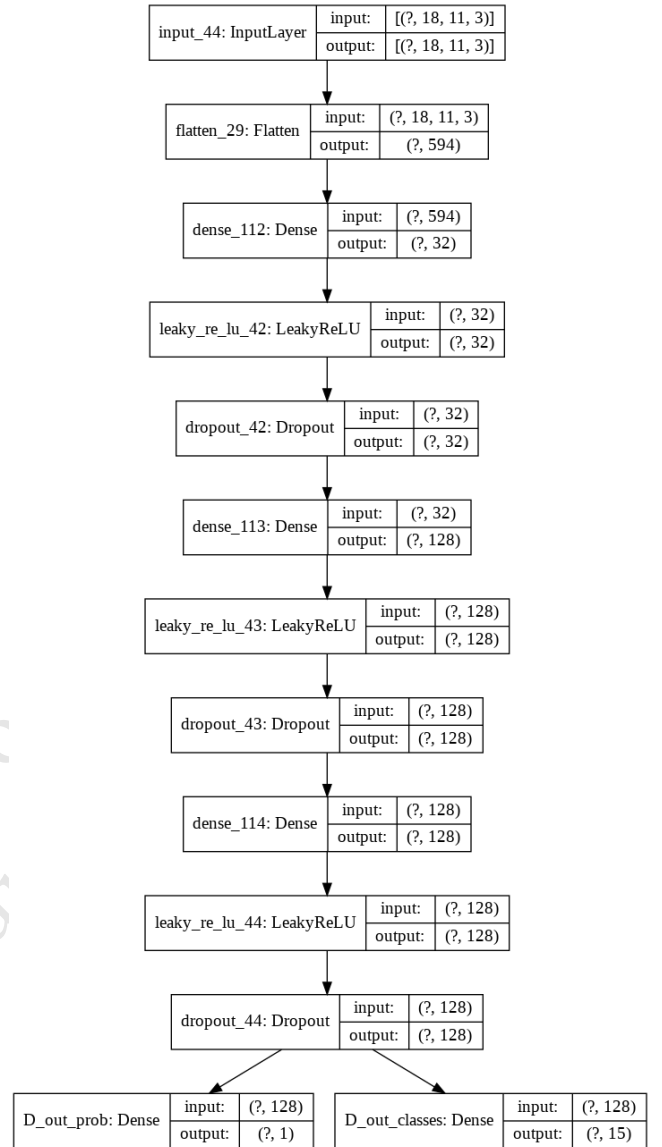 input_44: InputLayer
input: [(?, 18, 11, 3)]
output: [(?, 18, 11, 3)]
flatten_29: Flatten
input: (?, 18, 11, 3)
output: (?, 594)
dense_112: Dense
input: (?, 594)
output: (?, 32)
leaky_re_lu_42: LeakyReLU
input: (?, 32)
output: (?, 32)
dropout_42: Dropout
input: (?, 32)
output: (?, 32)
dense_113: Dense
input: (?, 32)
output: (?, 128)
leaky_re_lu_43: LeakyReLU
input: (?, 128)
output: (?, 128)
dropout_43: Dropout
input: (?, 128)
output: (?, 128)
dense_114: Dense
input: (?, 128)
output: (?, 128)
leaky_re_lu_44: LeakyReLU
input: (?, 128)
output: (?, 128)
dropout_44: Dropout
input: (?, 128)
output: (?, 128)
D_out_prob: Dense
input: (?, 128)
output: (?, 1)
D_out_classes: Dense
input: (?, 128)
output: (?, 15)